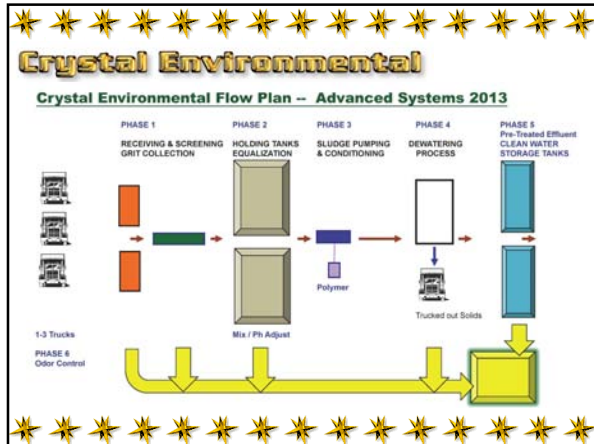 Crystal Environmental
Crystal Environmental Flow Plan -- Advanced Systems 2013
PHASE 1
RECEIVING & SCREENING
GRIT COLLECTION
PHASE 2
HOLDING TANKS
EQUALIZATION
PHASE 3
SLUDGE PUMPING
& CONDITIONING
PHASE 4
DEWATERING
PROCESS
PHASE 5
Pre-Treated Effluent
CLEAN WATER
STORAGE TANKS
Polymer
Trucked out Solids
1-3 Trucks
Mix / Ph Adjust
PHASE 6
Odor Control